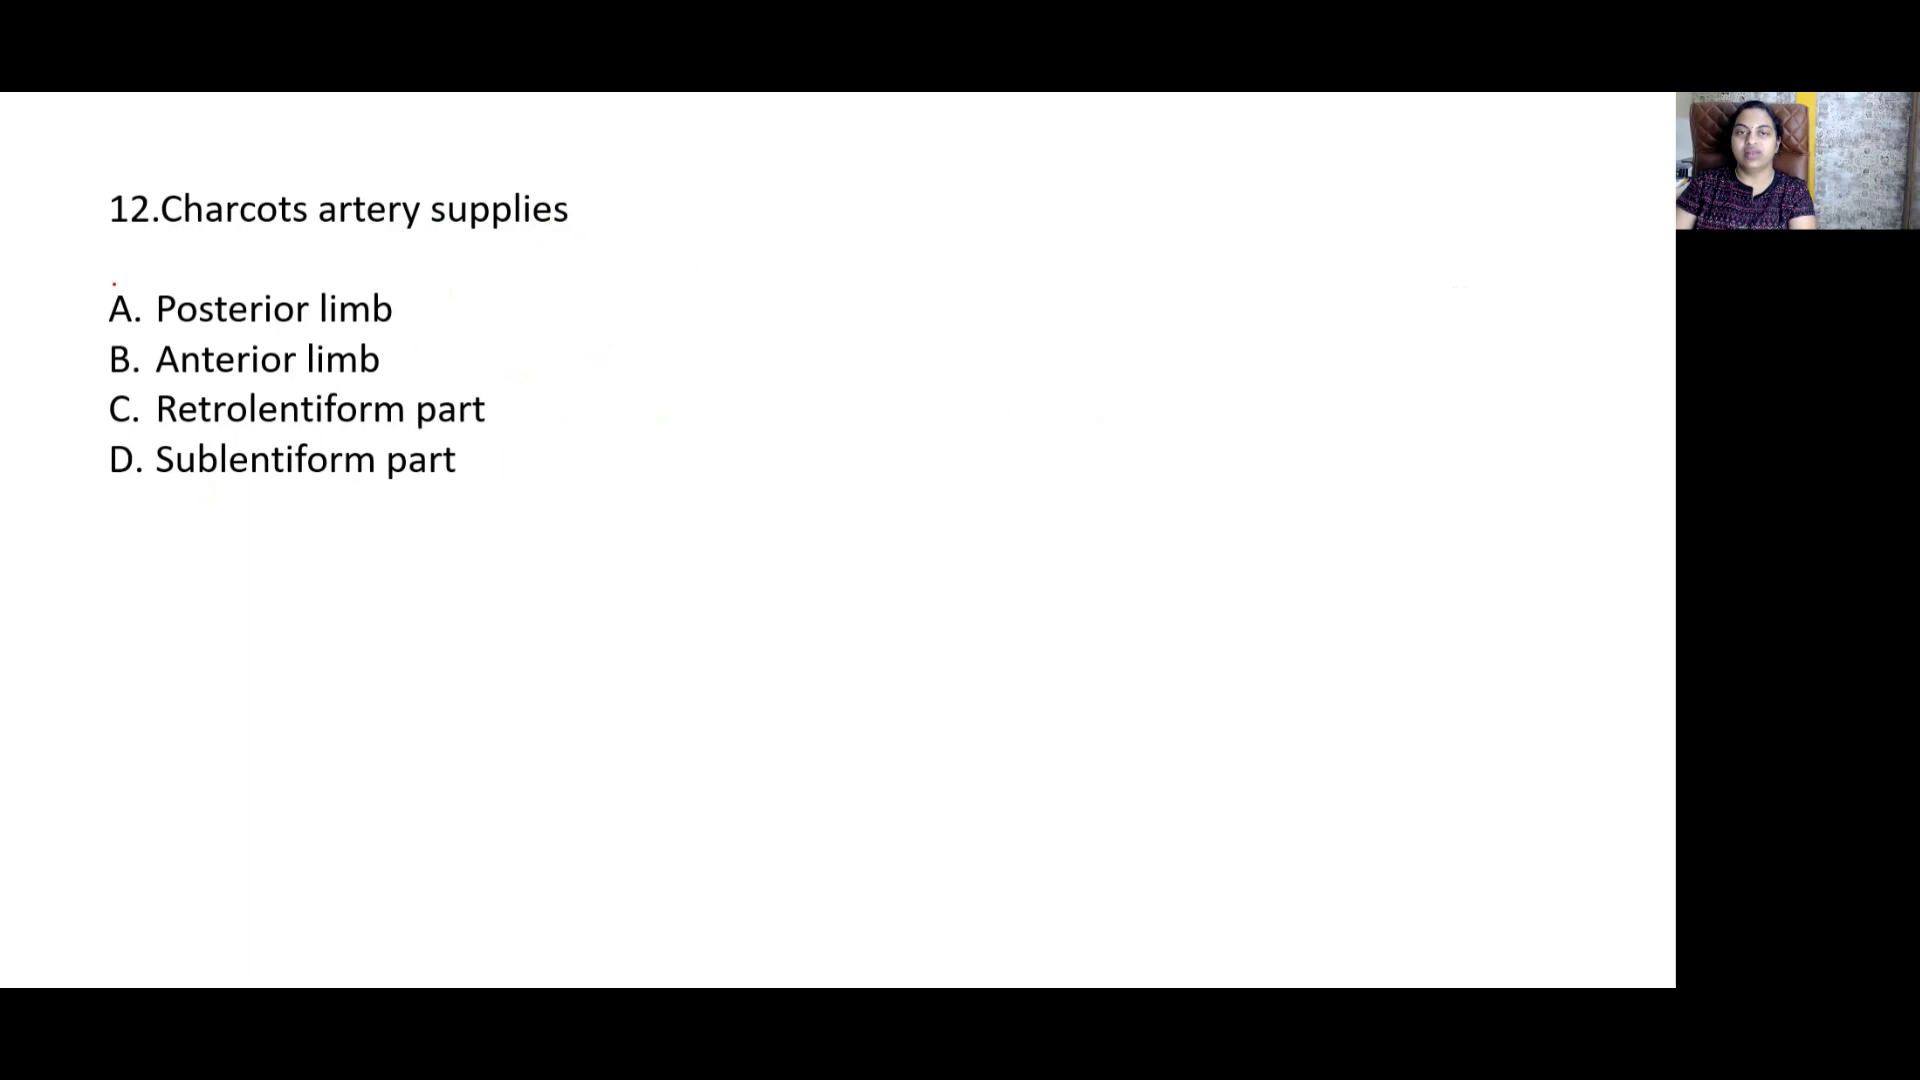 12.Charcots artery supplies
A. Posterior limb
B. Anterior limb
C. Retrolentiform part
D. Sublentiform part